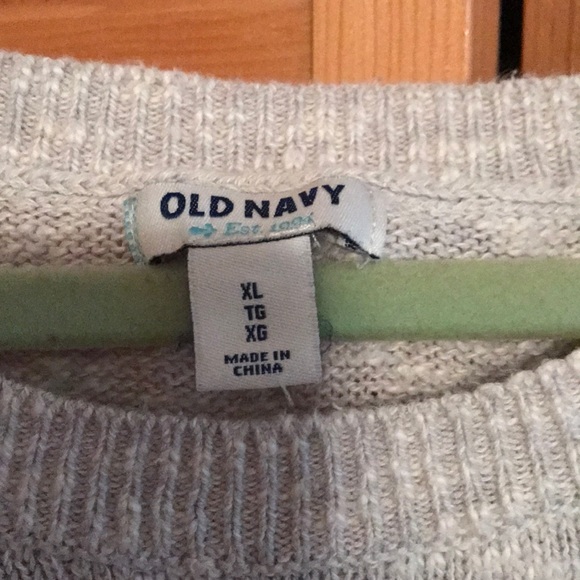 OLD NAVY
Est. 1994
XL
TG
XG
MADE IN
CHINA